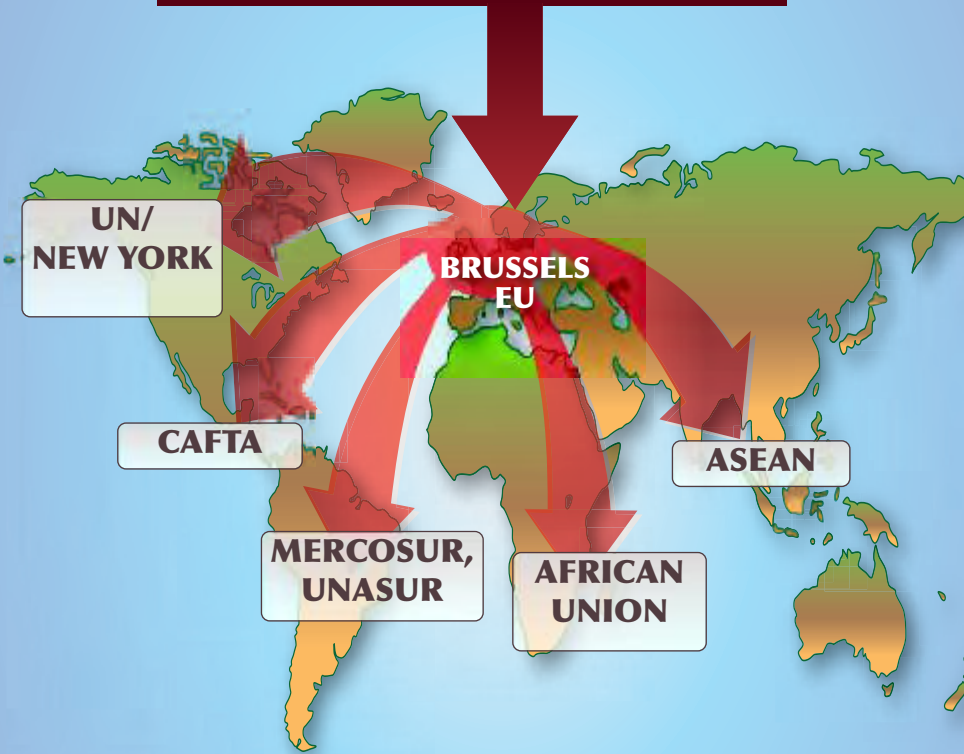 UN/
NEW YORK
BRUSSELS
EU
CAFTA
ASEAN
MERCOSUR,
UNASUR
AFRICAN
UNION